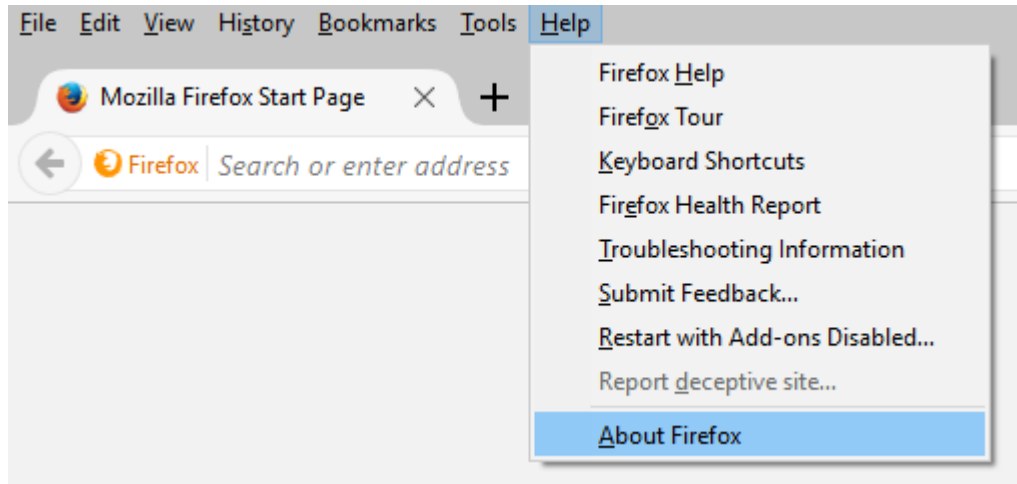 File Edit View History Bookmarks Tools Help
Mozilla Firefox Start Page
Firefox Search or enter address
Firefox Help
Firefox Tour
Keyboard Shortcuts
Firefox Health Report
Troubleshooting Information
Submit Feedback...
Restart with Add-ons Disabled...
Report deceptive site...
About Firefox